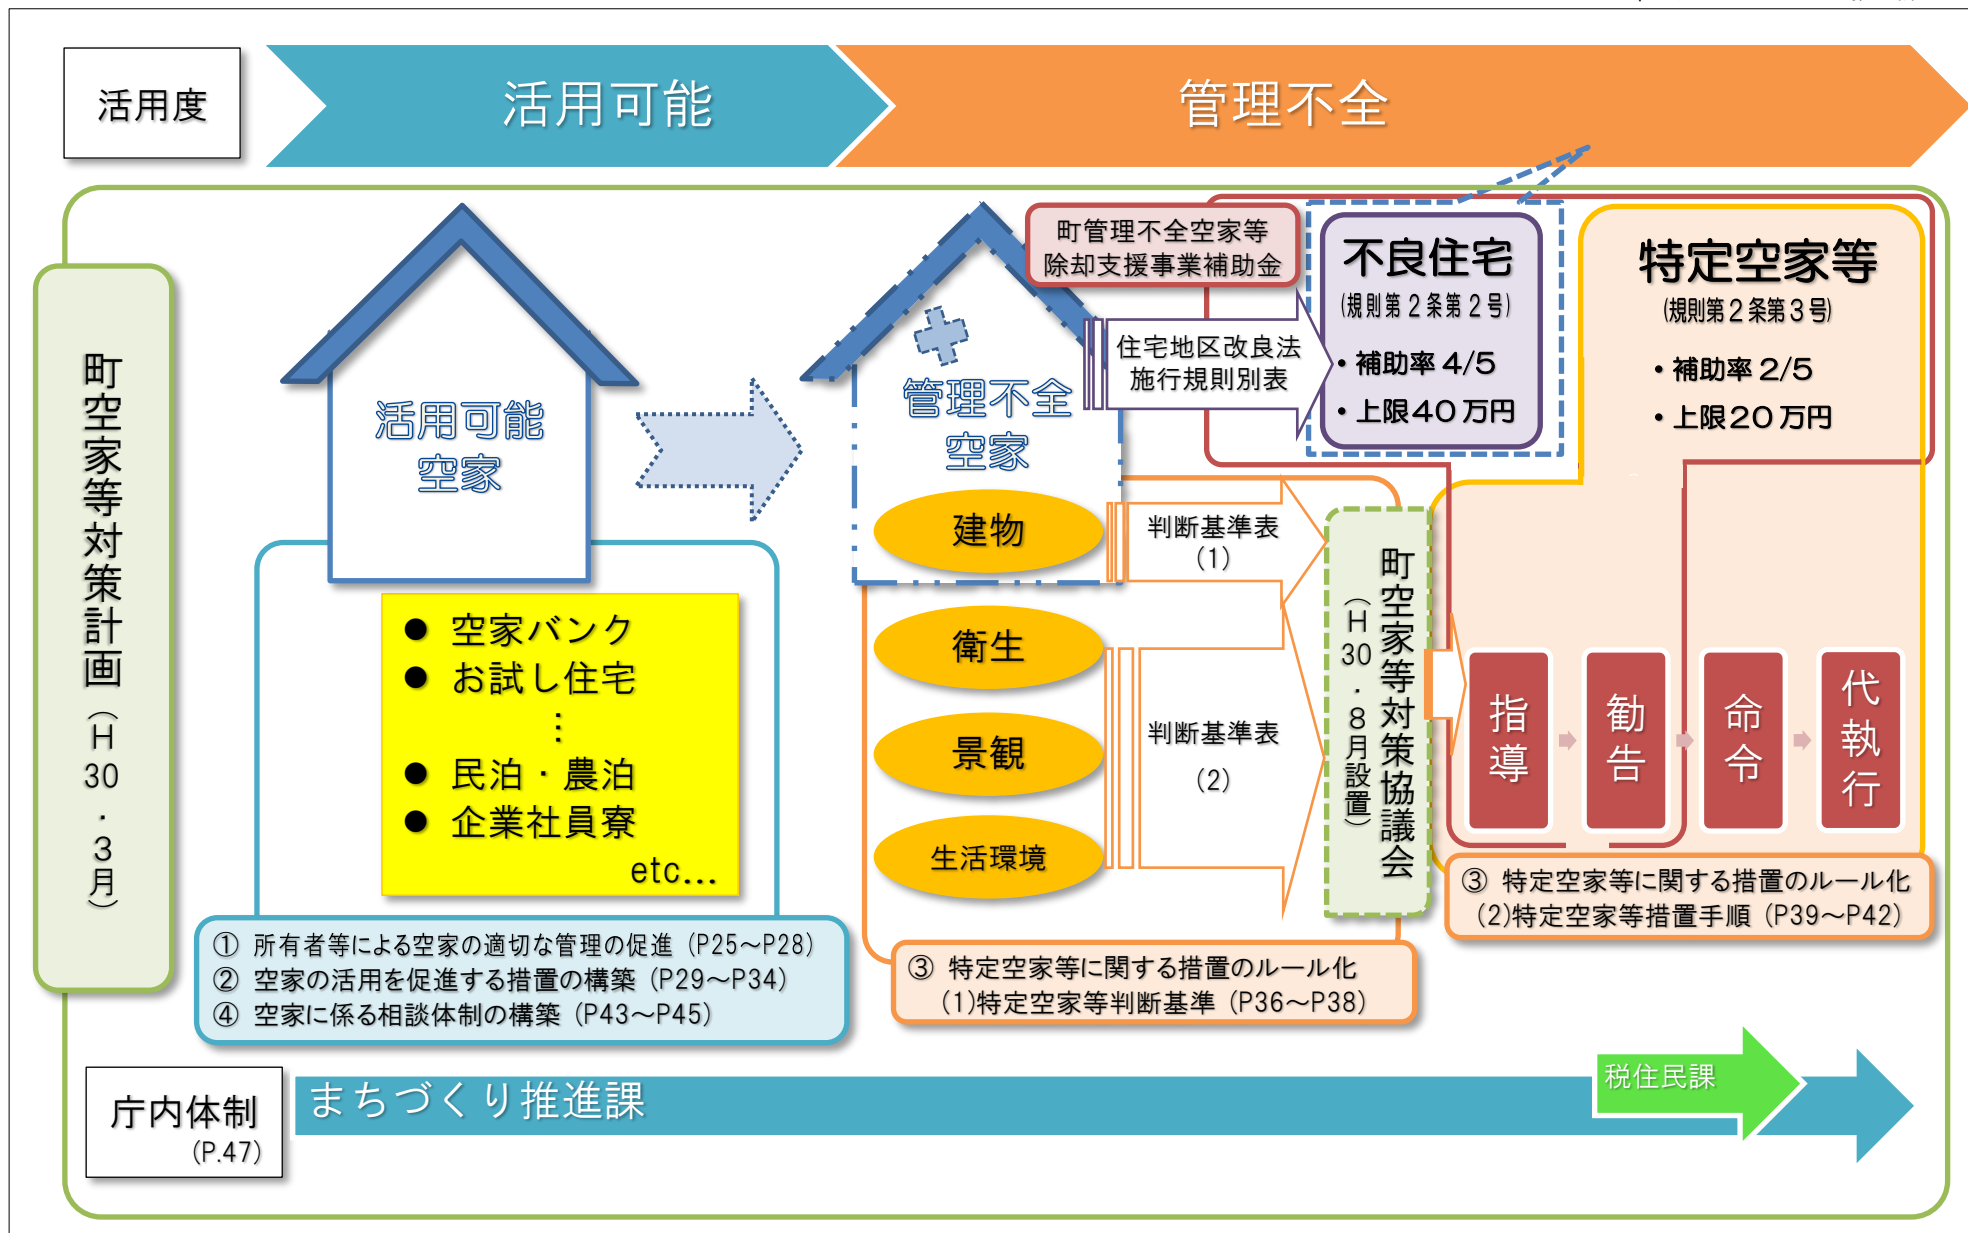 活用度
活用可能
管理不全
町空家等対策計画（H30.3月）
活用可能
空家
管理不全
空家
町管理不全空家等
除却支援事業補助金
住宅地区改良法
施行規則別表
不良住宅
(規則第２条第２号)
・補助率 4/5
・上限４０万円
特定空家等
(規則第２条第３号)
・補助率 2/5
・上限２０万円
建物
衛生
景観
生活環境
判断基準表
(1)
判断基準表
(2)
町空家等対策協議会
（H30.８月設置）
指導
勧告
命令
代執行
● 空家バンク
● お試し住宅
…
● 民泊・農泊
● 企業社員寮
etc…
① 所有者等による空家の適切な管理の促進（P25～P28）
② 空家の活用を促進する措置の構築（P29～P34）
④ 空家に係る相談体制の構築（P43～P45）
③ 特定空家等に関する措置のルール化
(1)特定空家等判断基準（P36～P38）
③ 特定空家等に関する措置のルール化
(2)特定空家等措置手順（P39～P42）
庁内体制
(P.47)
まちづくり推進課
税住民課